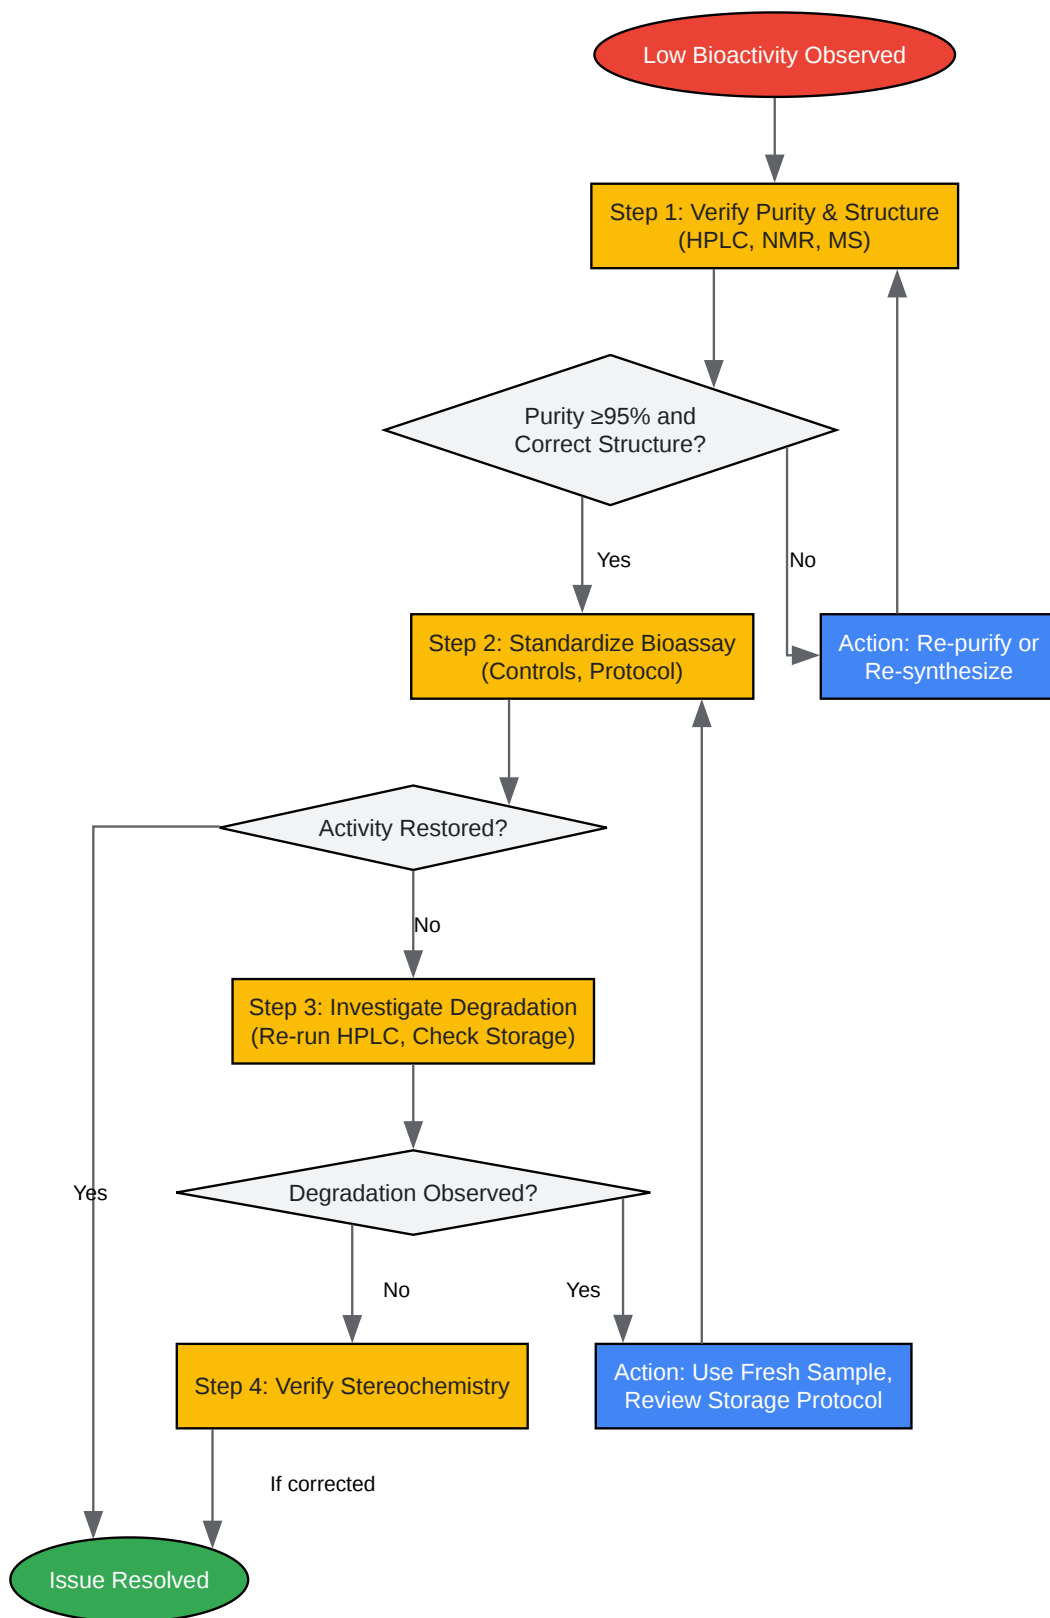 Low Bioactivity Observed
Step 1: Verify Purity & Structure
(HPLC, NMR, MS)
Purity ≥95% and
Correct Structure?
Yes
No
Step 2: Standardize Bioassay
(Controls, Protocol)
Action: Re-purify or
Re-synthesize
Activity Restored?
No
Step 3: Investigate Degradation
(Re-run HPLC, Check Storage)
Yes
Degradation Observed?
No
Yes
Step 4: Verify Stereochemistry
Action: Use Fresh Sample,
Review Storage Protocol
If corrected
Issue Resolved